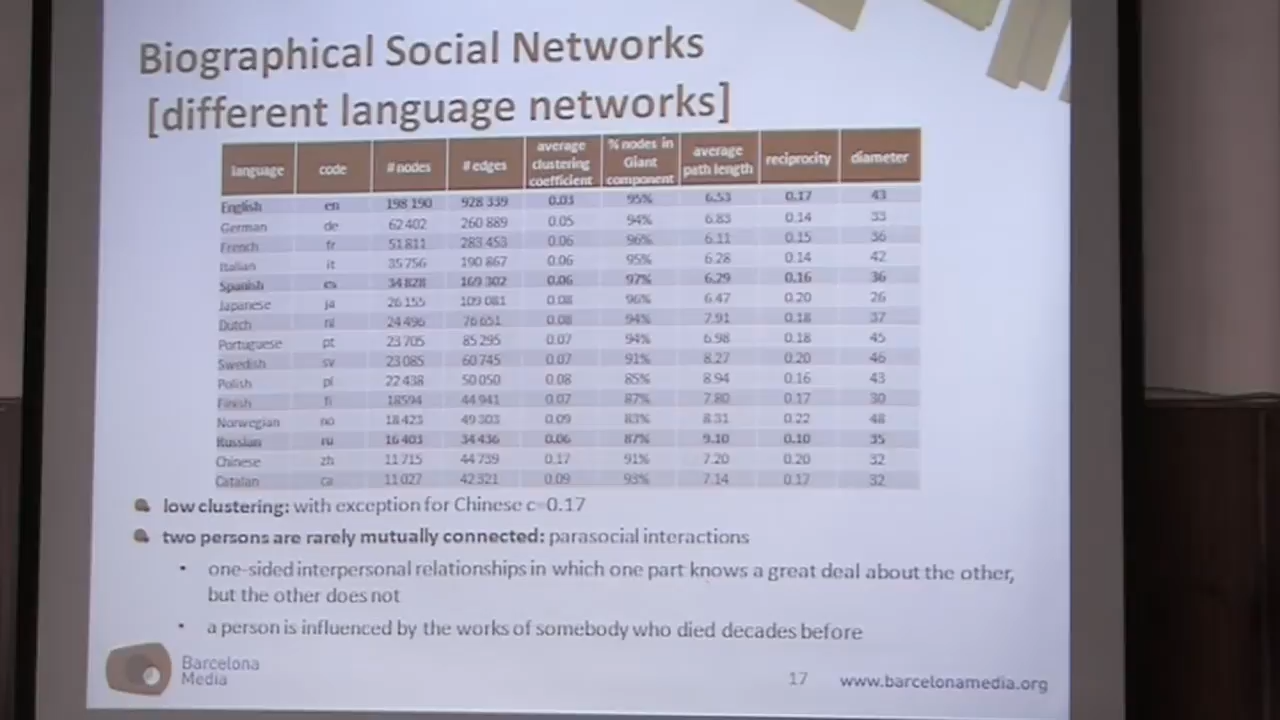 Biographical Social Networks
[different language networks]
language code # nodes # edges average clustering coefficient % nodes in Giant component average path length reciprocity diameter
English en 198 190 928 339 0.03 95% 6.53 0.17 43
German de 62 402 260 889 0.05 94% 6.83 0.14 33
French fr 51 811 283 453 0.06 96% 6.11 0.15 36
Italian it 35 756 190 867 0.06 95% 6.28 0.14 42
Spanish es 34 828 169 302 0.06 97% 6.29 0.16 36
Japanese ja 26 155 109 081 0.08 96% 6.47 0.20 26
Dutch nl 24 496 76 651 0.08 94% 7.91 0.18 37
Portuguese pt 23 705 85 295 0.07 94% 6.98 0.18 45
Swedish sv 23 085 60 745 0.07 91% 8.27 0.20 46
Polish pl 22 438 50 050 0.08 85% 8.94 0.16 43
Finish fi 18594 44 941 0.07 87% 7.80 0.17 30
Norwegian no 18 423 49 303 0.09 83% 8.31 0.22 48
Russian ru 16 403 34 436 0.06 87% 9.10 0.10 35
Chinese zh 11 715 44 739 0.17 91% 7.20 0.20 32
Catalan ca 11 027 42 321 0.09 93% 7.14 0.17 32
low clustering: with exception for Chinese c=0.17
two persons are rarely mutually connected: parasocial interactions
• one-sided interpersonal relationships in which one part knows a great deal about the other,
but the other does not
• a person is influenced by the works of somebody who died decades before
Barcelona
Media
17 www.barcelonamedia.org